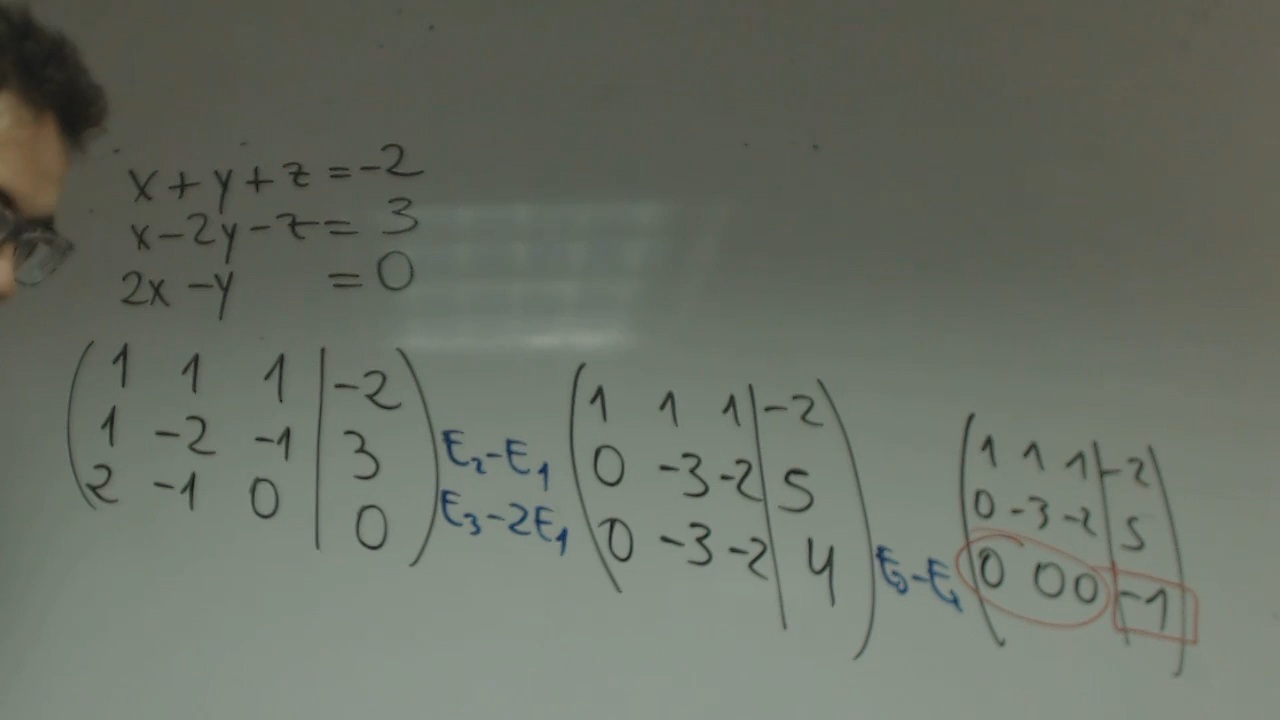 x + y + z = -2
x - 2y - z = 3
2x - y = 0
1 1 1 | -2
1 -2 -1 | 3
2 -1 0 | 0
E₂-E₁
E₃-2E₁
1 1 1 | -2
0 -3 -2 | 5
0 -3 -2 | 4
1 1 1 | -2
0 -3 -2 | 5
0 0 0 | -1